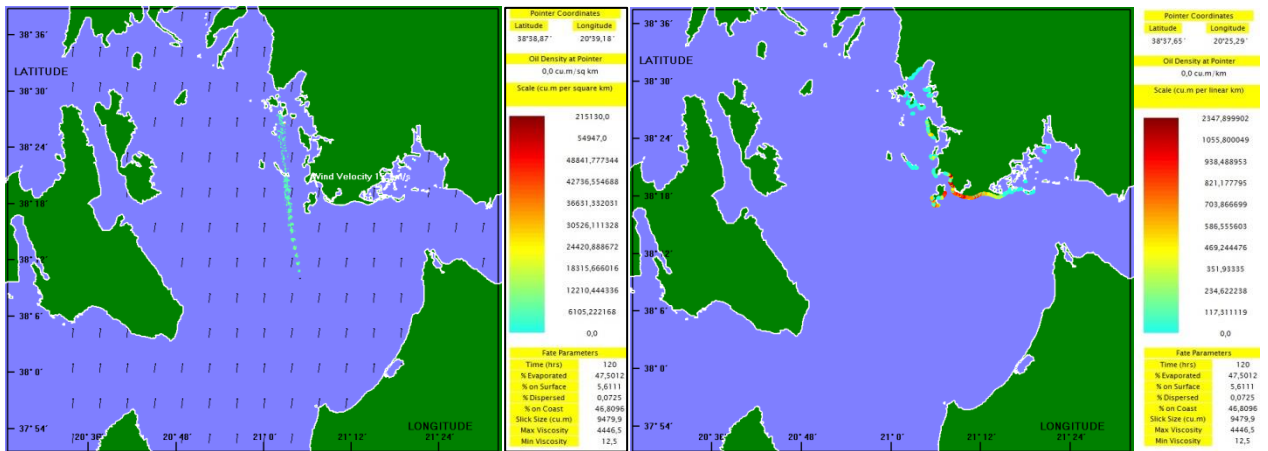 38° 36´
LATITUDE
38° 30´
38° 24´
Wind Velocity 1
38° 18´
38° 12´
38° 6´
38° 0´
37° 54´
20° 36´
20° 48´
21° 0´
21° 12´
21° 24´
LONGITUDE
Pointer Coordinates
Latitude Longitude
38°38,87´ 20°39,18´
Oil Density at Pointer
0,0 cu.m/sq km
Scale (cu.m per square km)
215130,0
54947,0
48841,777344
42736,554688
36631,332031
30526,111328
24420,888672
18315,666016
12210,444336
6105,222168
0,0
Fate Parameters
Time (hrs) 120
% Evaporated 47,5012
% on Surface 5,6111
% Dispersed 0,0725
% on Coast 46,8096
Slick Size (cu.m) 9479,9
Max Viscosity 4446,5
Min Viscosity 12,5
38° 36´
LATITUDE
38° 30´
38° 24´
38° 18´
38° 12´
38° 6´
38° 0´
37° 54´
20° 36´
20° 48´
21° 0´
21° 12´
21° 24´
LONGITUDE
Pointer Coordinates
Latitude Longitude
38°37,65´ 20°25,29´
Oil Density at Pointer
0,0 cu.m/km
Scale (cu.m per linear km)
2347,899902
1055,800049
938,488953
821,177795
703,866699
586,555603
469,244476
351,93335
234,622238
117,311119
0,0
Fate Parameters
Time (hrs) 120
% Evaporated 47,5012
% on Surface 5,6111
% Dispersed 0,0725
% on Coast 46,8096
Slick Size (cu.m) 9479,9
Max Viscosity 4446,5
Min Viscosity 12,5